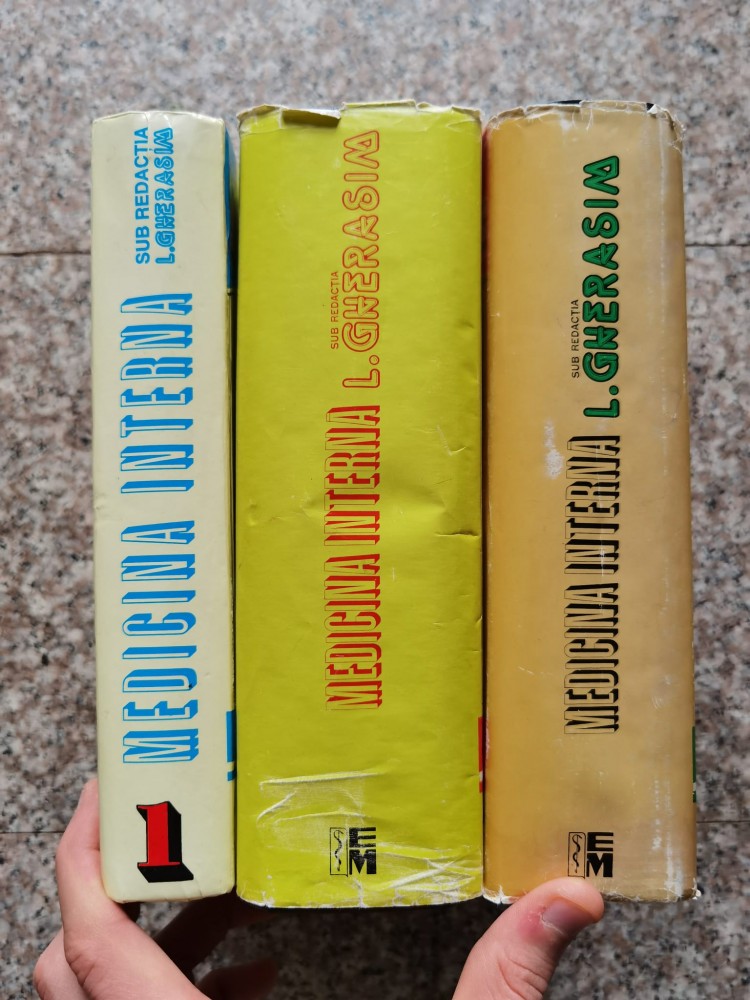 SUB REDACTIA
L.GHERASIM
MEDICINA INTERNA
1
SUB REDACTIA
L.GHERASIM
MEDICINA INTERNA
EM
SUB REDACTIA
L.GHERASIM
MEDICINA INTERNA
EM